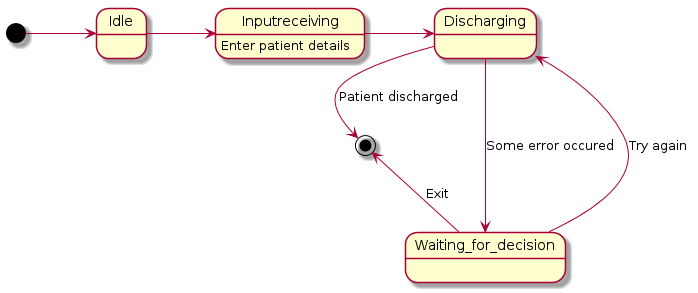 Idle
Inputreceiving
Enter patient details
Discharging
Patient discharged
Some error occured
Try again
Exit
Waiting_for_decision